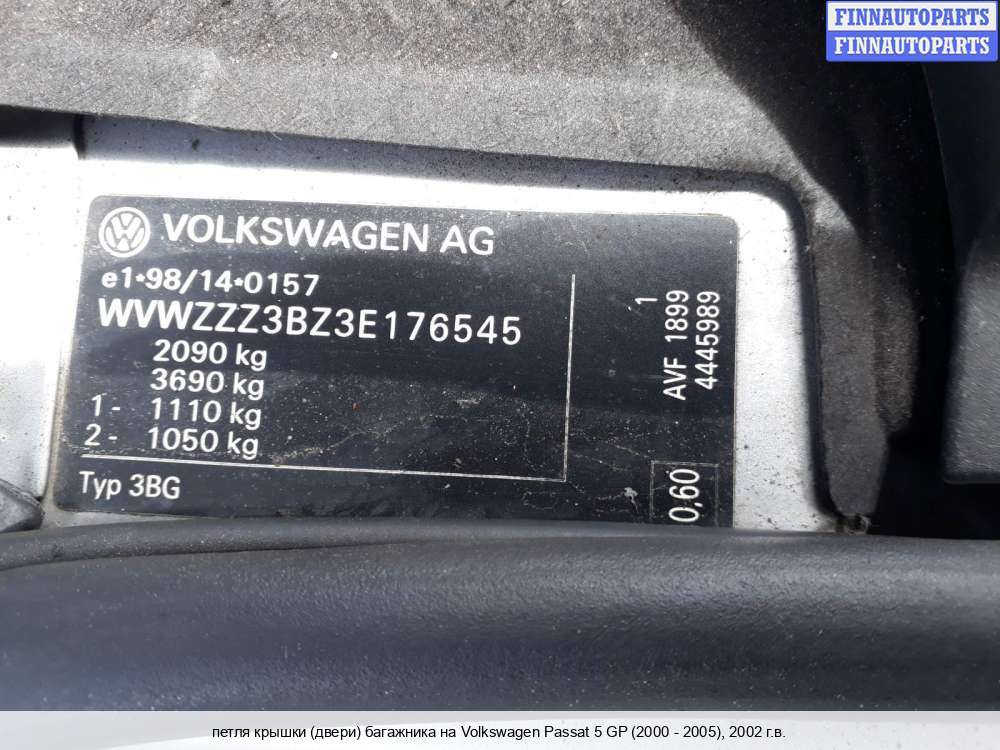 FINNAUTOPARTS
FINNAUTOPARTS
VOLKSWAGEN AG
e1*98/14*0157
WVWZZZ3BZ3E176545
2090 kg
3690 kg
1- 1110 kg
2- 1050 kg
Typ 3BG
1
AVF 1899
4445989
0,60
петля крышки (двери) багажника на Volkswagen Passat 5 GP (2000 - 2005), 2002 г.в.